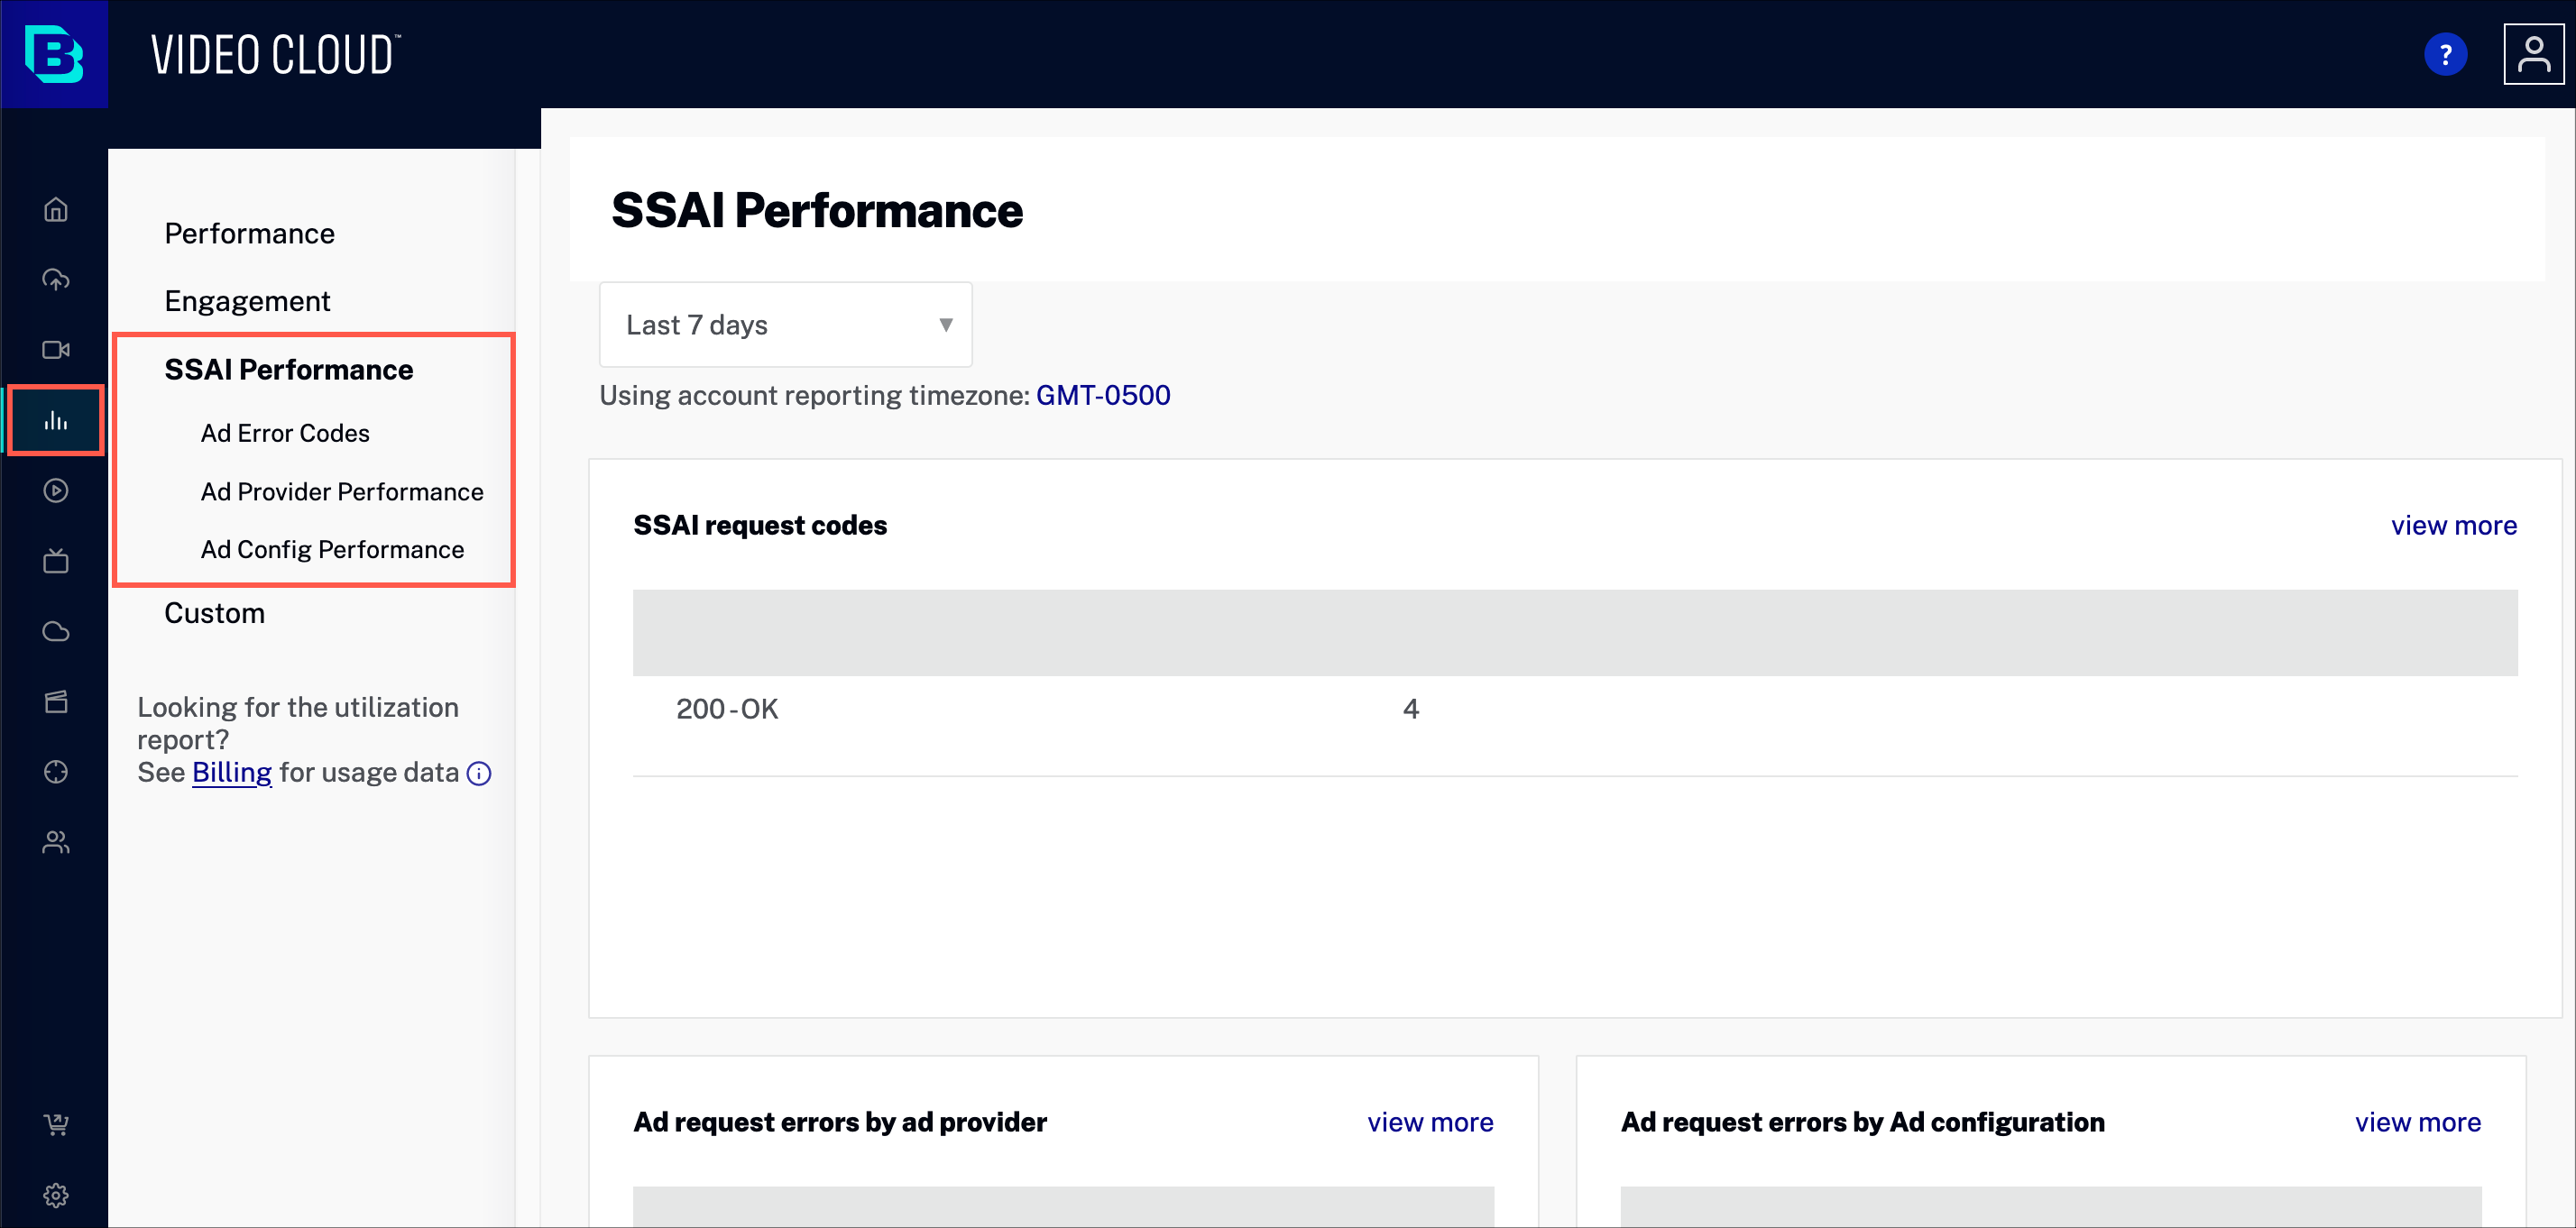 B VIDEO CLOUD™
?
Performance
Engagement
SSAI Performance
Ad Error Codes
Ad Provider Performance
Ad Config Performance
Custom
Looking for the utilization
report?
See Billing for usage data
SSAI Performance
Last 7 days
Using account reporting timezone: GMT-0500
SSAI request codes
view more
200 - OK 4
Ad request errors by ad provider
view more
Ad request errors by Ad configuration
view more